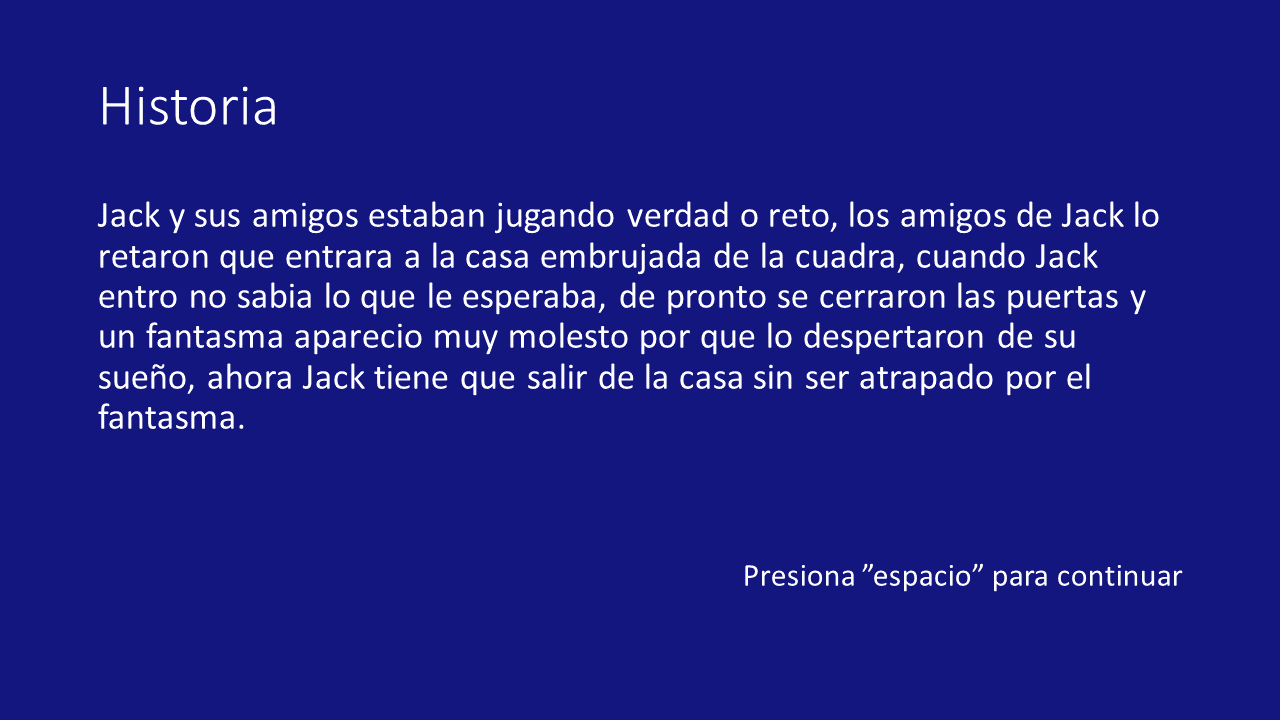 Historia
Jack y sus amigos estaban jugando verdad o reto, los amigos de Jack lo
retaron que entrara a la casa embrujada de la cuadra, cuando Jack
entro no sabia lo que le esperaba, de pronto se cerraron las puertas y
un fantasma aparecio muy molesto por que lo despertaron de su
sueño, ahora Jack tiene que salir de la casa sin ser atrapado por el
fantasma.
Presiona ”espacio” para continuar